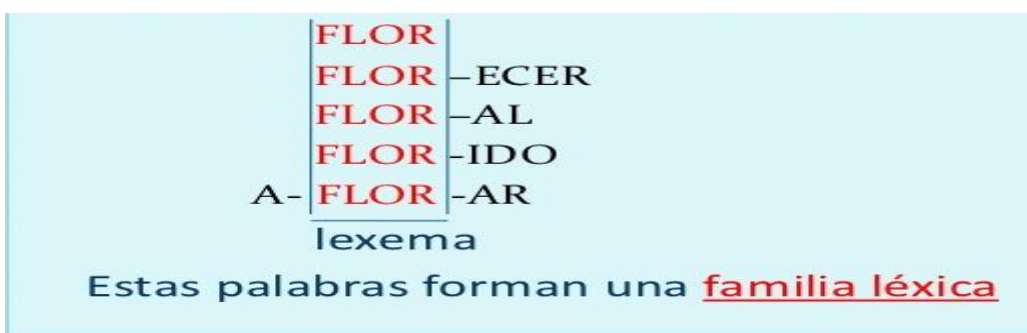 FLOR
FLOR –ECER
FLOR –AL
FLOR -IDO
A- FLOR -AR
lexema
Estas palabras forman una familia léxica